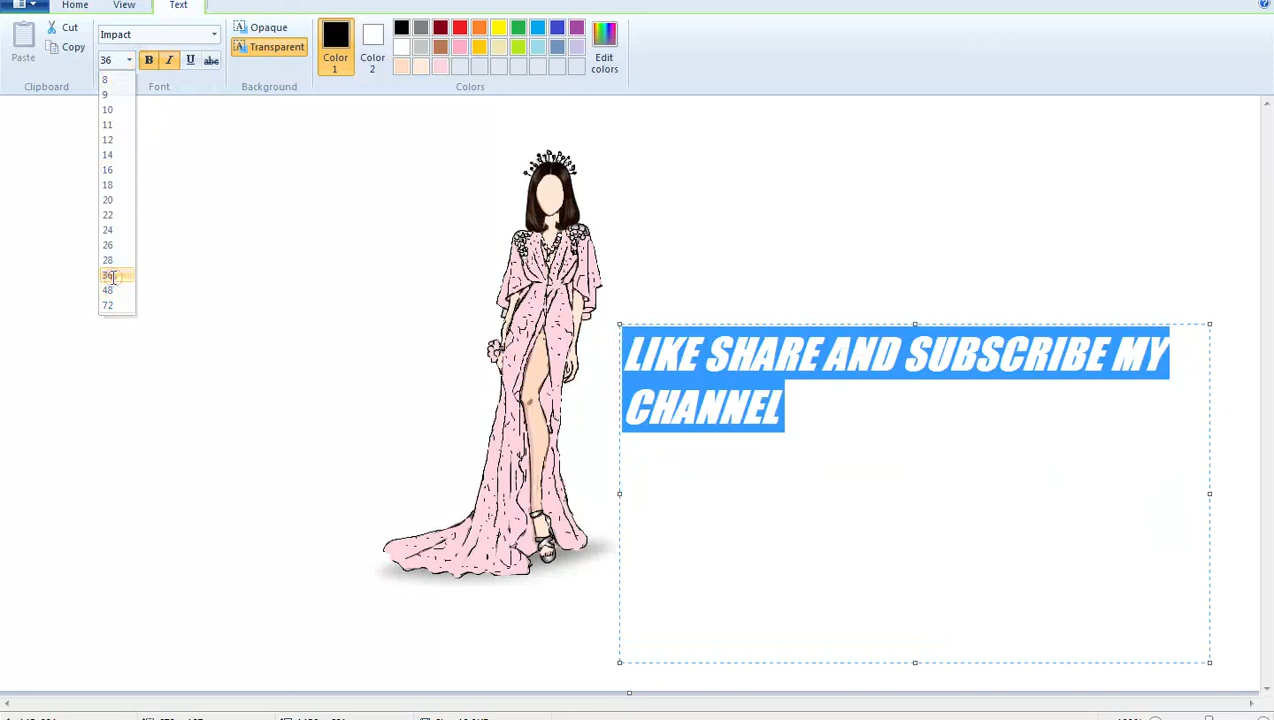 Home View Text
Cut
Copy
Paste
Clipboard
Impact
36
B I U abc
Font
Opaque
Transparent
Background
Color 1
Color 2
Edit colors
Colors
8
9
10
11
12
14
16
18
20
22
24
26
28
36
48
72
LIKE SHARE AND SUBSCRIBE MY
CHANNEL